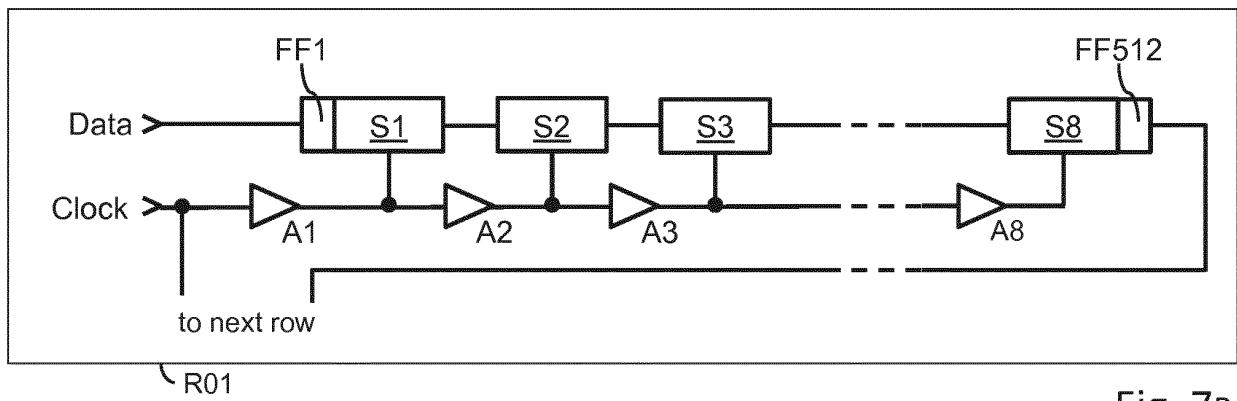 FF1 FF512
Data S1 S2 S3 S8
Clock A1 A2 A3 A8
to next row
R01